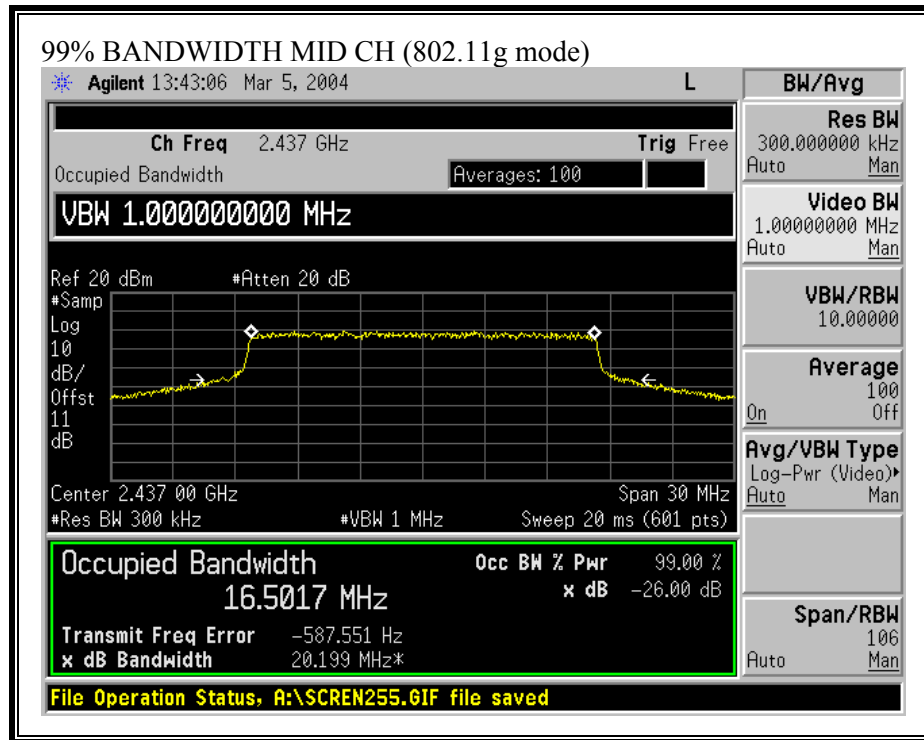 99% BANDWIDTH MID CH (802.11g mode)
Agilent 13:43:06 Mar 5, 2004 L
Ch Freq 2.437 GHz Trig Free
Occupied Bandwidth Averages: 100
VBW 1.000000000 MHz
Ref 20 dBm #Atten 20 dB
#Samp
Log
10
dB/
Offst
11
dB
Center 2.437 00 GHz Span 30 MHz
#Res BW 300 kHz #VBW 1 MHz Sweep 20 ms (601 pts)
Occupied Bandwidth Occ BW % Pwr 99.00 %
16.5017 MHz x dB -26.00 dB
Transmit Freq Error -587.551 Hz
x dB Bandwidth 20.199 MHz*
File Operation Status, A:\SCREN255.GIF file saved
BW/Avg
Res BW
300.000000 kHz
Auto Man
Video BW
1.00000000 MHz
Auto Man
VBW/RBW
10.00000
Average
100
On Off
Avg/VBW Type
Log-Pwr (Video)
Auto Man
Span/RBW
106
Auto Man